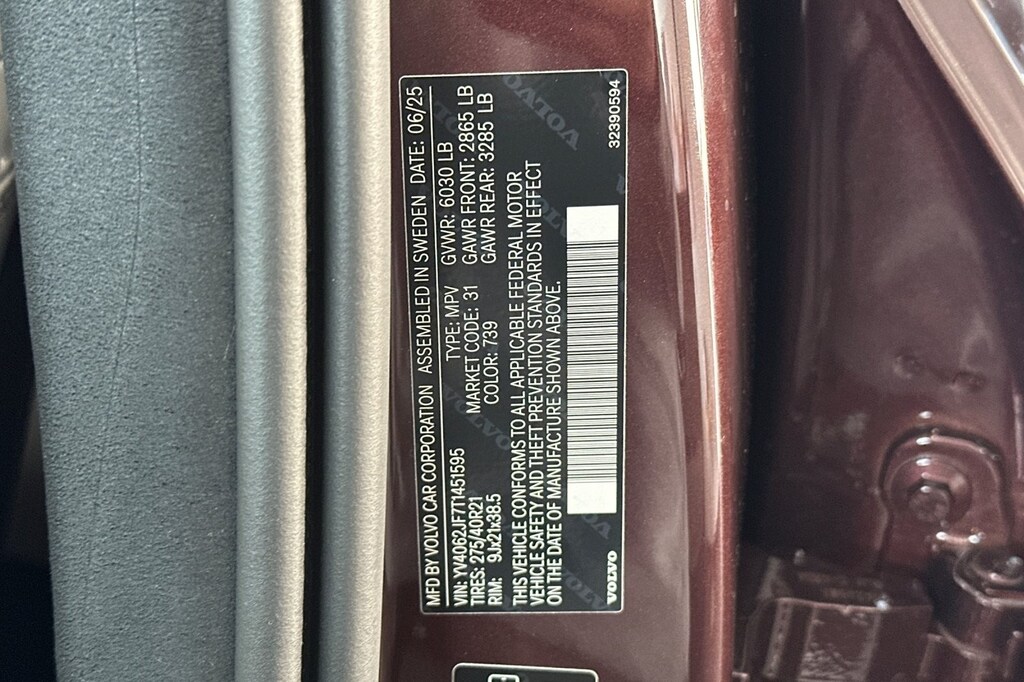 MFD BY VOLVO CAR CORPORATION ASSEMBLED IN SWEDEN DATE: 06/25
VIN: YV4062JF7T1451595 TYPE: MPV GVWR: 6030 LB
TIRES: 275/40R21 MARKET CODE: 31 GAWR FRONT: 2865 LB
RIM: 9Jx21x38.5 COLOR: 739 GAWR REAR: 3285 LB
THIS VEHICLE CONFORMS TO ALL APPLICABLE FEDERAL MOTOR
VEHICLE SAFETY AND THEFT PREVENTION STANDARDS IN EFFECT
ON THE DATE OF MANUFACTURE SHOWN ABOVE.
VOLVO 32390594